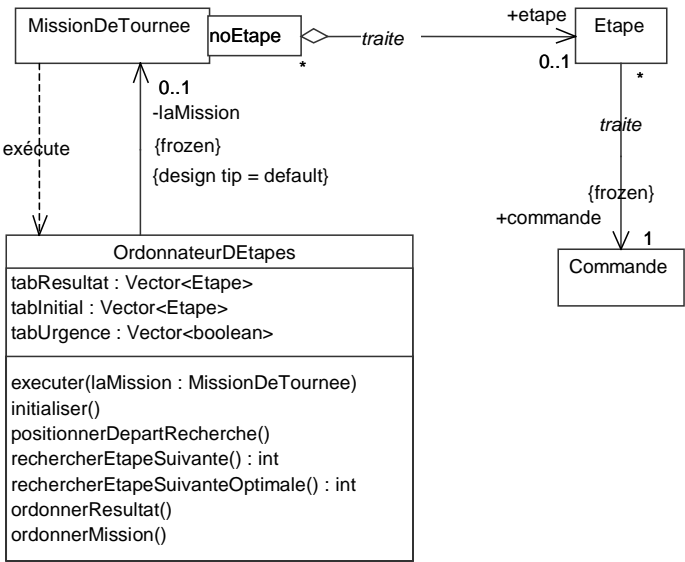 MissionDeTournee
noEtape
*
traite
+etape
0..1
Etape
*
0..1
-laMission
{frozen}
{design tip = default}
exécute
traite
{frozen}
+commande
1
Commande
OrdonnateurDEtapes
tabResultat : Vector<Etape>
tabInitial : Vector<Etape>
tabUrgence : Vector<boolean>
executer(laMission : MissionDeTournee)
initialiser()
positionnerDepartRecherche()
rechercherEtapeSuivante() : int
rechercherEtapeSuivanteOptimale() : int
ordonnerResultat()
ordonnerMission()